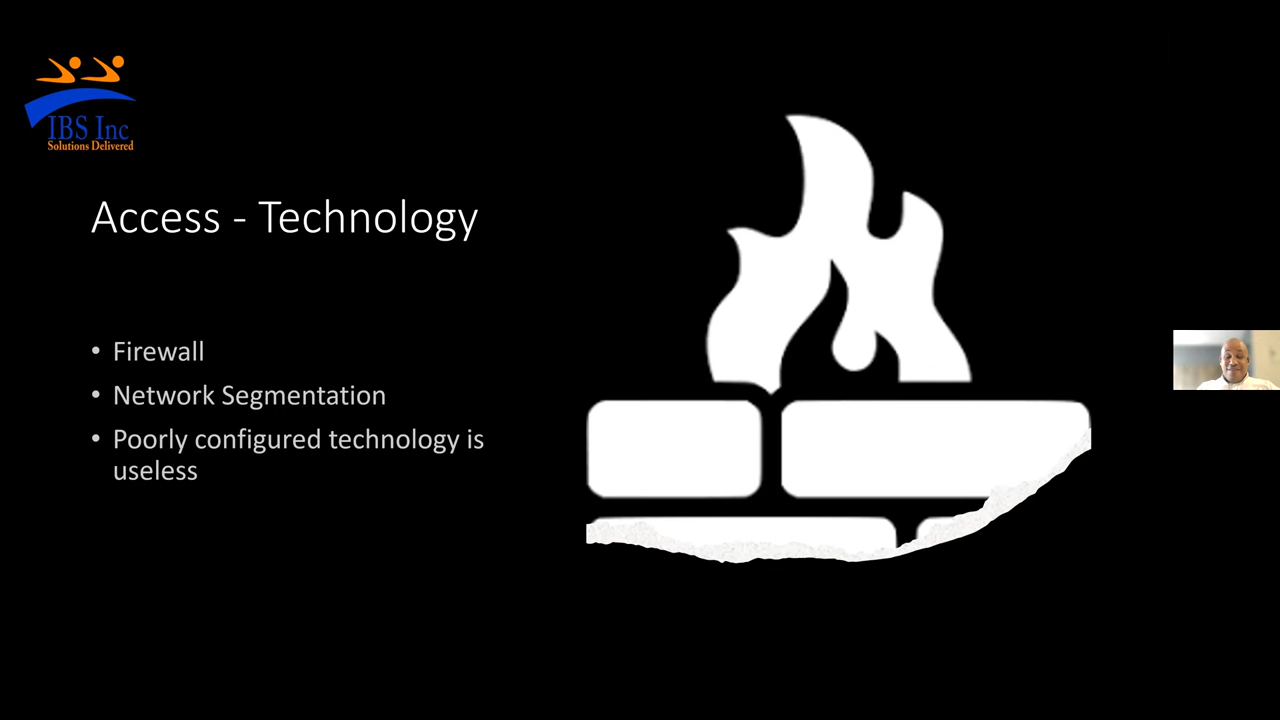 IBS Inc
Solutions Delivered
Access - Technology
• Firewall
• Network Segmentation
• Poorly configured technology is
useless